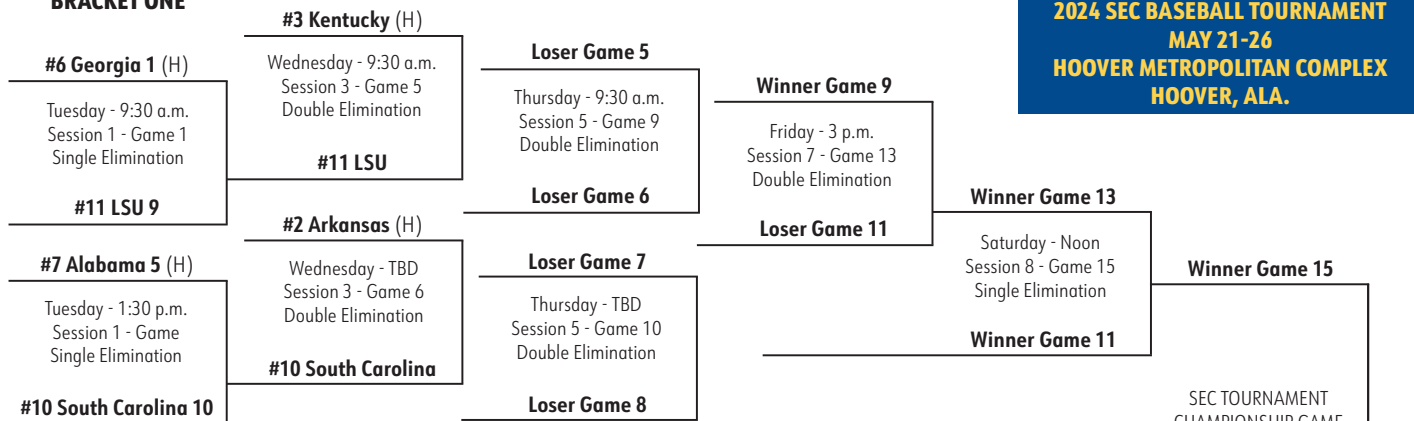 BRACKET ONE
#6 Georgia 1 (H)
Tuesday - 9:30 a.m.
Session 1 - Game 1
Single Elimination
#11 LSU 9
#7 Alabama 5 (H)
Tuesday - 1:30 p.m.
Session 1 - Game
Single Elimination
#10 South Carolina 10
#3 Kentucky (H)
Wednesday - 9:30 a.m.
Session 3 - Game 5
Double Elimination
#11 LSU
#2 Arkansas (H)
Wednesday - TBD
Session 3 - Game 6
Double Elimination
#10 South Carolina
Loser Game 5
Thursday - 9:30 a.m.
Session 5 - Game 9
Double Elimination
Loser Game 6
Loser Game 7
Thursday - TBD
Session 5 - Game 10
Double Elimination
Loser Game 8
Winner Game 9
Friday - 3 p.m.
Session 7 - Game 13
Double Elimination
Loser Game 11
Winner Game 13
Saturday - Noon
Session 8 - Game 15
Single Elimination
Winner Game 11
2024 SEC BASEBALL TOURNAMENT
MAY 21-26
HOOVER METROPOLITAN COMPLEX
HOOVER, ALA.
Winner Game 15
SEC TOURNAMENT
CHAMPIONSHIP GAME